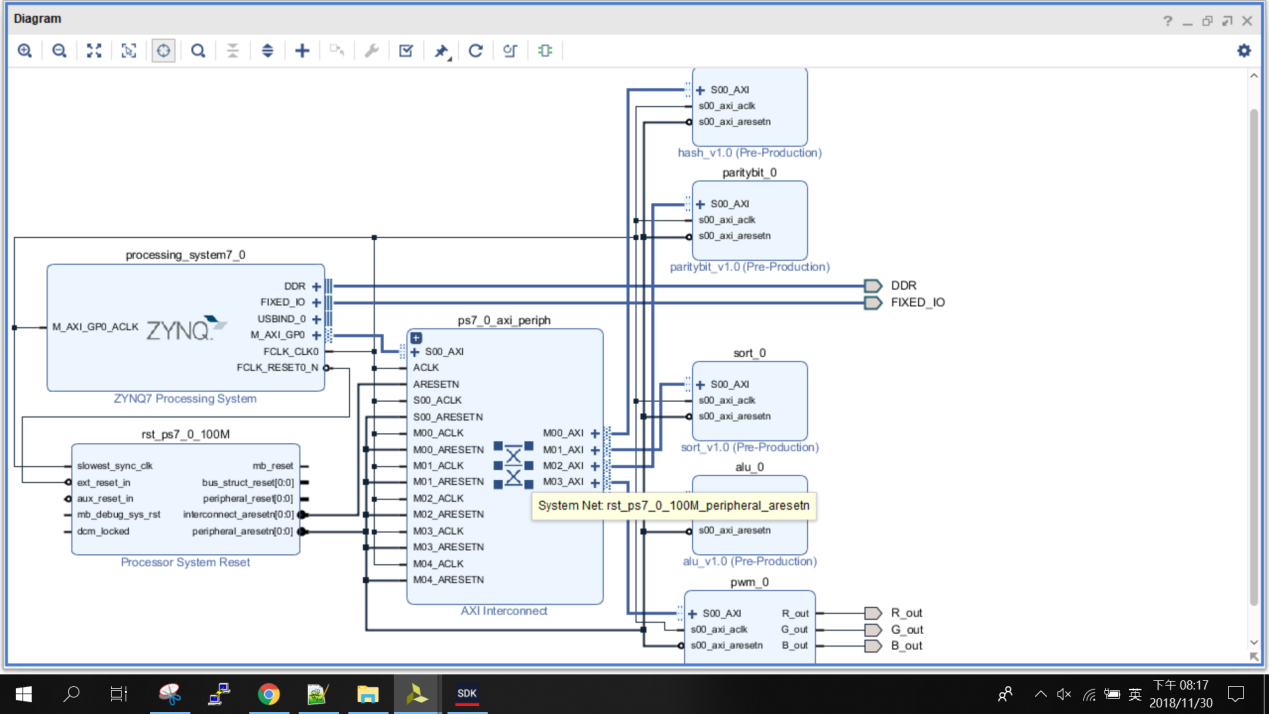 Diagram
S00_AXI
s00_axi_aclk
s00_axi_aresetn
hash_v1.0 (Pre-Production)
paritybit_0
S00_AXI
s00_axi_aclk
s00_axi_aresetn
paritybit_v1.0 (Pre-Production)
processing_system7_0
DDR
FIXED_IO
USBIND_0
M_AXI_GP0
FCLK_CLK0
FCLK_RESET0_N
M_AXI_GP0_ACLK
ZYNQ
ZYNQ7 Processing System
DDR
FIXED_IO
ps7_0_axi_periph
S00_AXI
ACLK
ARESETN
S00_ACLK
S00_ARESETN
M00_ACLK
M00_ARESETN
M01_ACLK
M01_ARESETN
M02_ACLK
M02_ARESETN
M03_ACLK
M03_ARESETN
M04_ACLK
M04_ARESETN
M00_AXI
M01_AXI
M02_AXI
M03_AXI
AXI Interconnect
rst_ps7_0_100M
slowest_sync_clk
ext_reset_in
aux_reset_in
mb_debug_sys_rst
dcm_locked
mb_reset
bus_struct_reset[0:0]
peripheral_reset[0:0]
interconnect_aresetn[0:0]
peripheral_aresetn[0:0]
Processor System Reset
sort_0
S00_AXI
s00_axi_aclk
s00_axi_aresetn
sort_v1.0 (Pre-Production)
alu_0
System Net: rst_ps7_0_100M_peripheral_aresetn
s00_axi_aresetn
alu_v1.0 (Pre-Production)
pwm_0
S00_AXI
s00_axi_aclk
s00_axi_aresetn
R_out
G_out
B_out
R_out
G_out
B_out
SDK
英
下午 08:17
2018/11/30